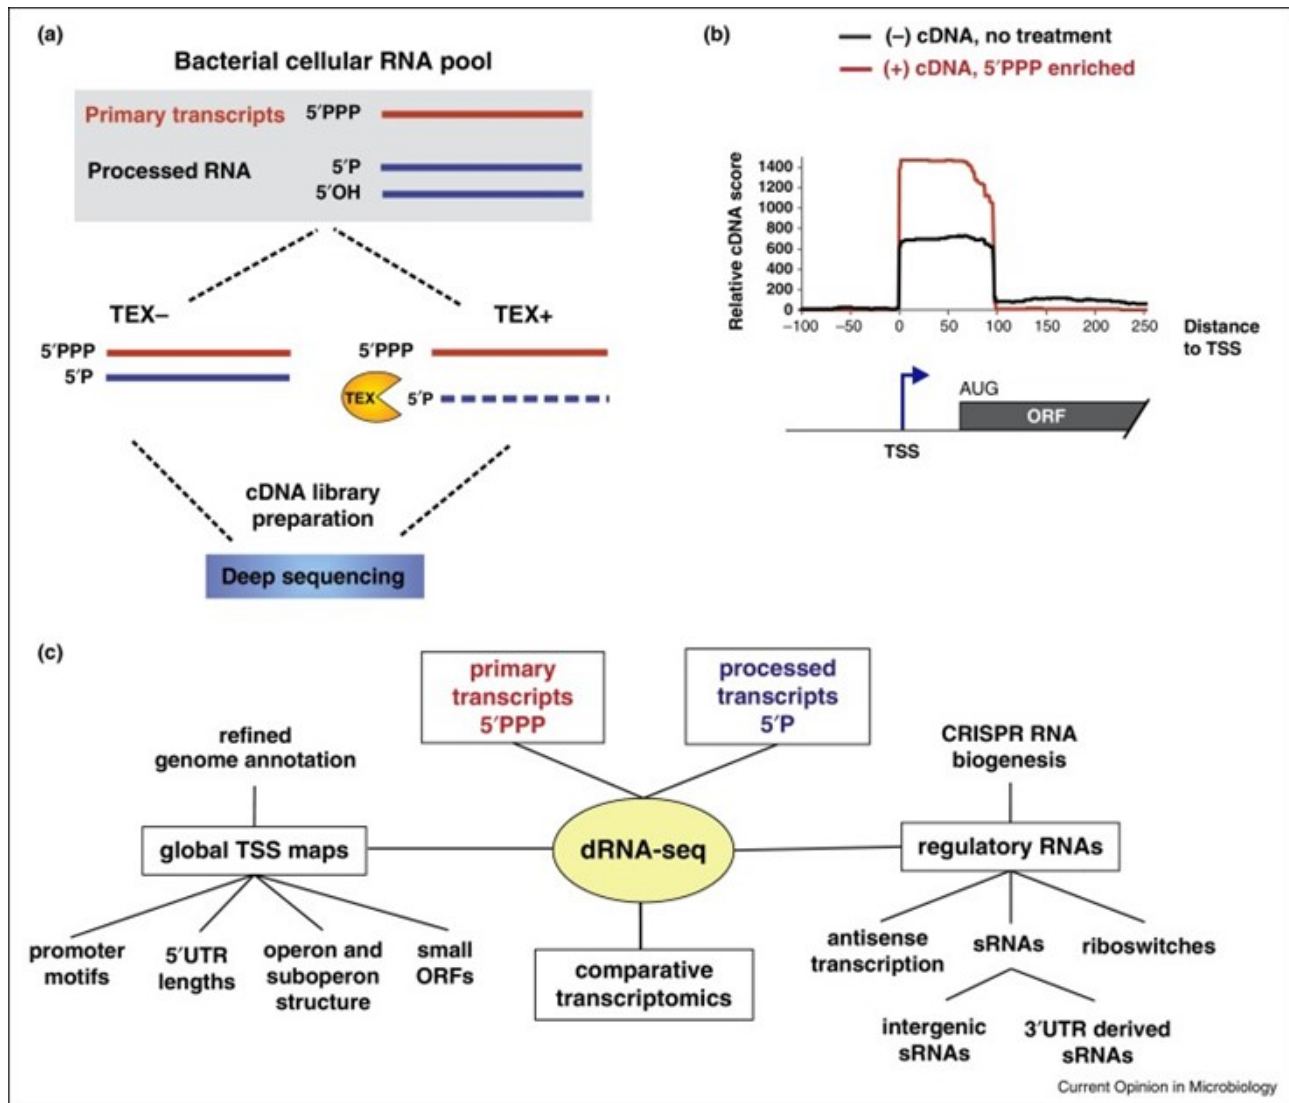 (a)
Bacterial cellular RNA pool
Primary transcripts 5′PPP
Processed RNA 5′P
5′OH
TEX– TEX+
5′PPP 5′PPP
5′P TEX 5′P
cDNA library
preparation
Deep sequencing
(b)
(–) cDNA, no treatment
(+) cDNA, 5′PPP enriched
Relative cDNA score
1400
1200
1000
800
600
400
200
0
–100 –50 0 50 100 150 200 250
Distance
to TSS
AUG
ORF
TSS
(c)
primary
transcripts
5′PPP
processed
transcripts
5′P
refined
genome annotation
CRISPR RNA
biogenesis
global TSS maps
dRNA-seq
regulatory RNAs
promoter
motifs
5′UTR
lengths
operon and
suboperon
structure
small
ORFs
comparative
transcriptomics
antisense
transcription
sRNAs
riboswitches
intergenic
sRNAs
3′UTR derived
sRNAs
Current Opinion in Microbiology